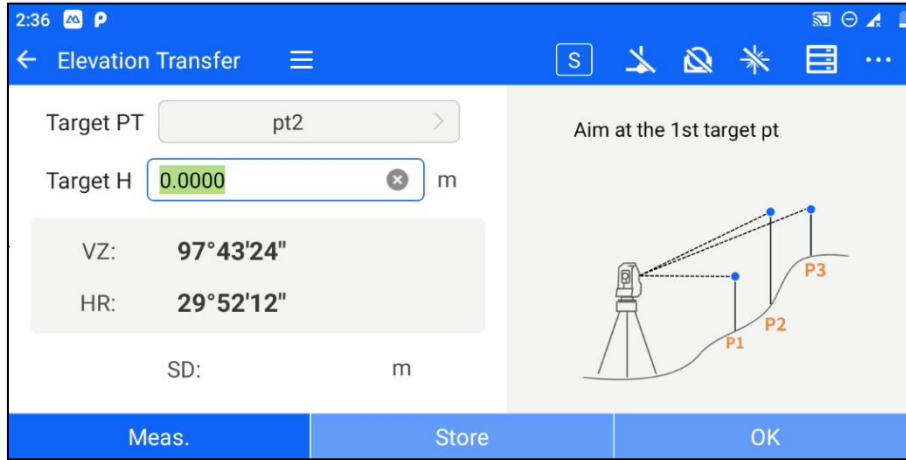 2:36
Elevation Transfer
S
Target PT pt2
Target H 0.0000 m
VZ: 97°43'24"
HR: 29°52'12"
SD: m
Meas. Store OK
Aim at the 1st target pt
P1
P2
P3